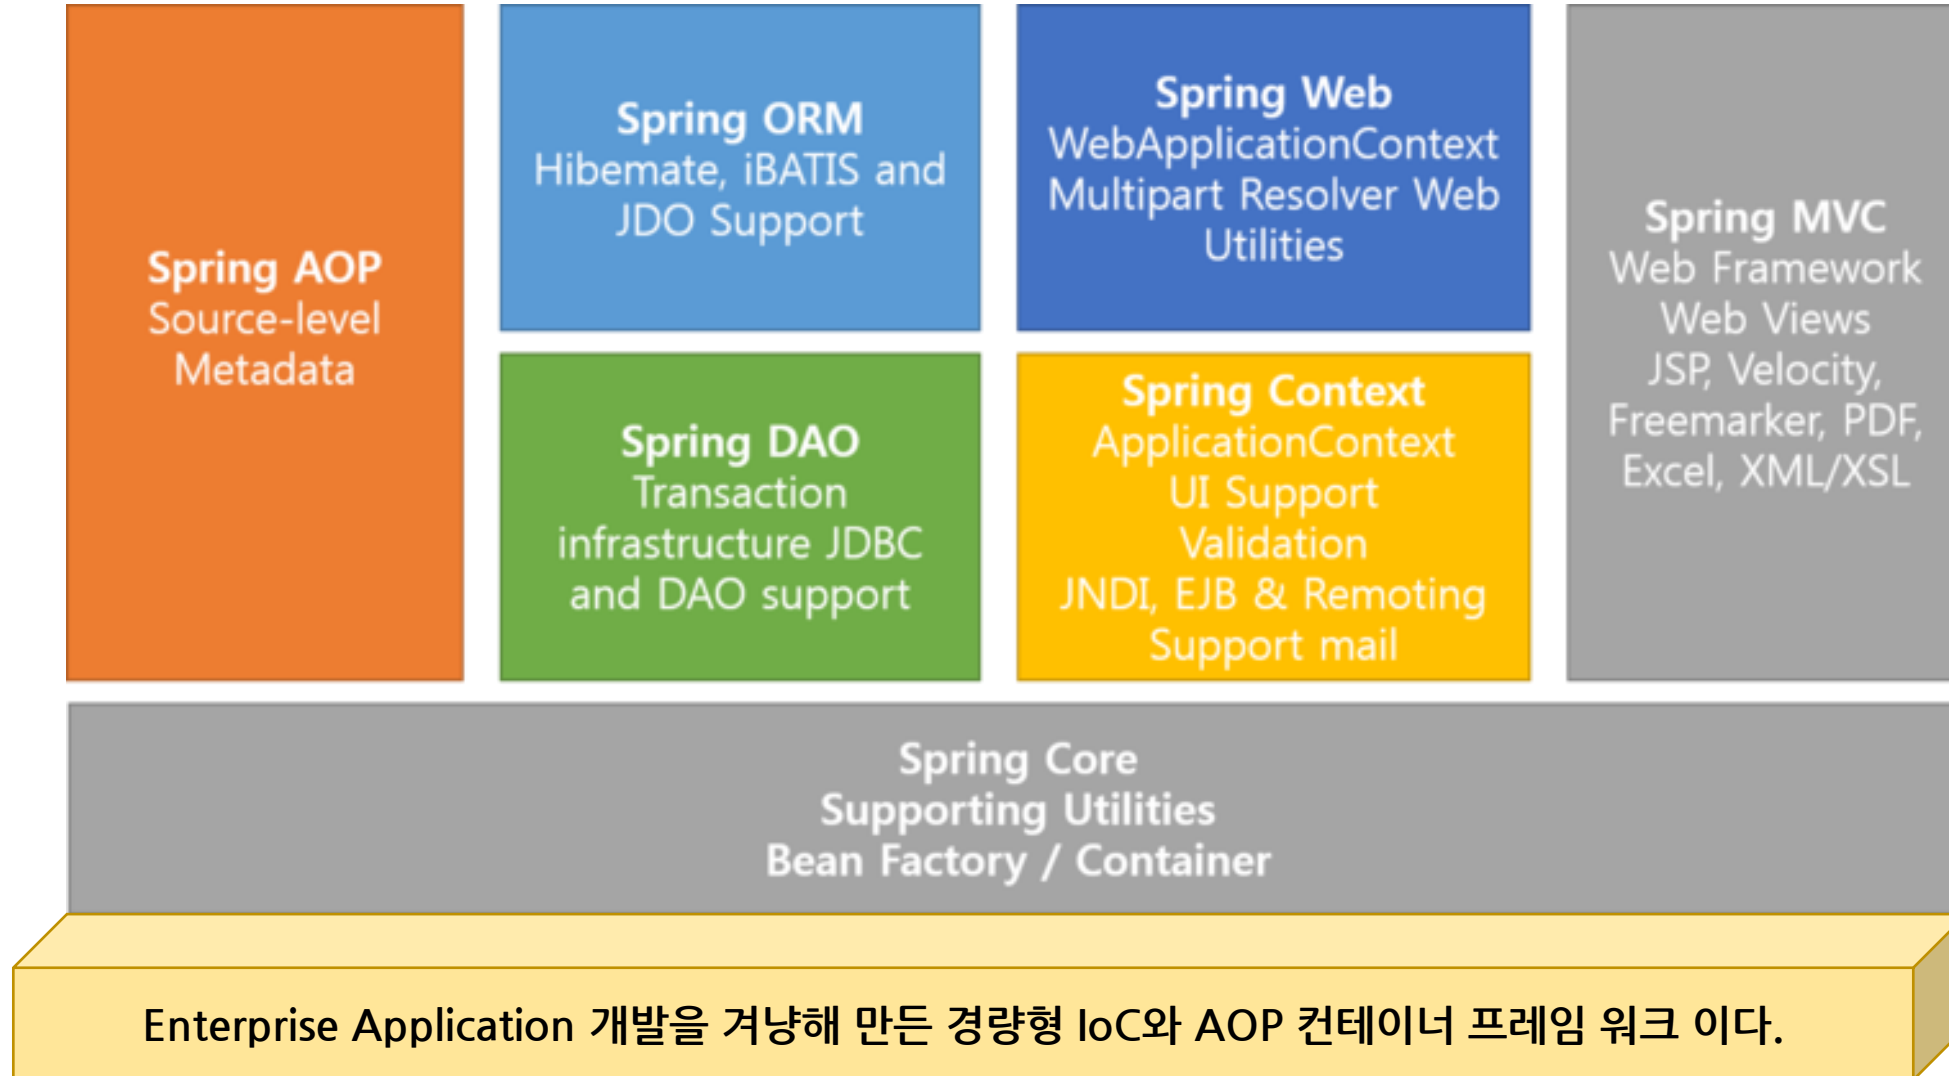 Spring AOP
Source-level
Metadata
Spring ORM
Hibemate, iBATIS and
JDO Support
Spring DAO
Transaction
infrastructure JDBC
and DAO support
Spring Web
WebApplicationContext
Multipart Resolver Web
Utilities
Spring Context
ApplicationContext
UI Support
Validation
JNDI, EJB & Remoting
Support mail
Spring MVC
Web Framework
Web Views
JSP, Velocity,
Freemarker, PDF,
Excel, XML/XSL
Spring Core
Supporting Utilities
Bean Factory / Container
Enterprise Application 개발을 겨냥해 만든 경량형 IoC와 AOP 컨테이너 프레임 워크 이다.